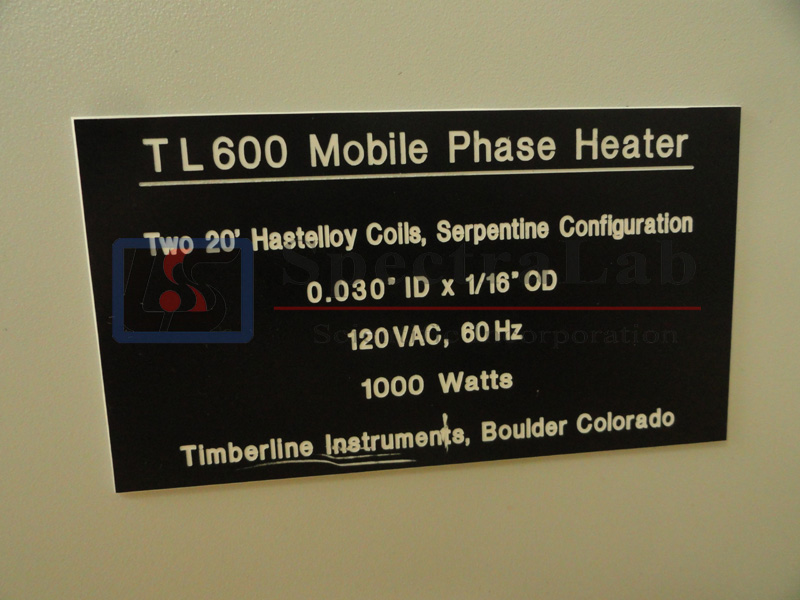 TL600 Mobile Phase Heater
Two 20' Hastelloy Coils, Serpentine Configuration
SpectraLab
0.030" ID x 1/16" OD
120 VAC, 60 Hz
1000 Watts
Timberline Instruments, Boulder Colorado